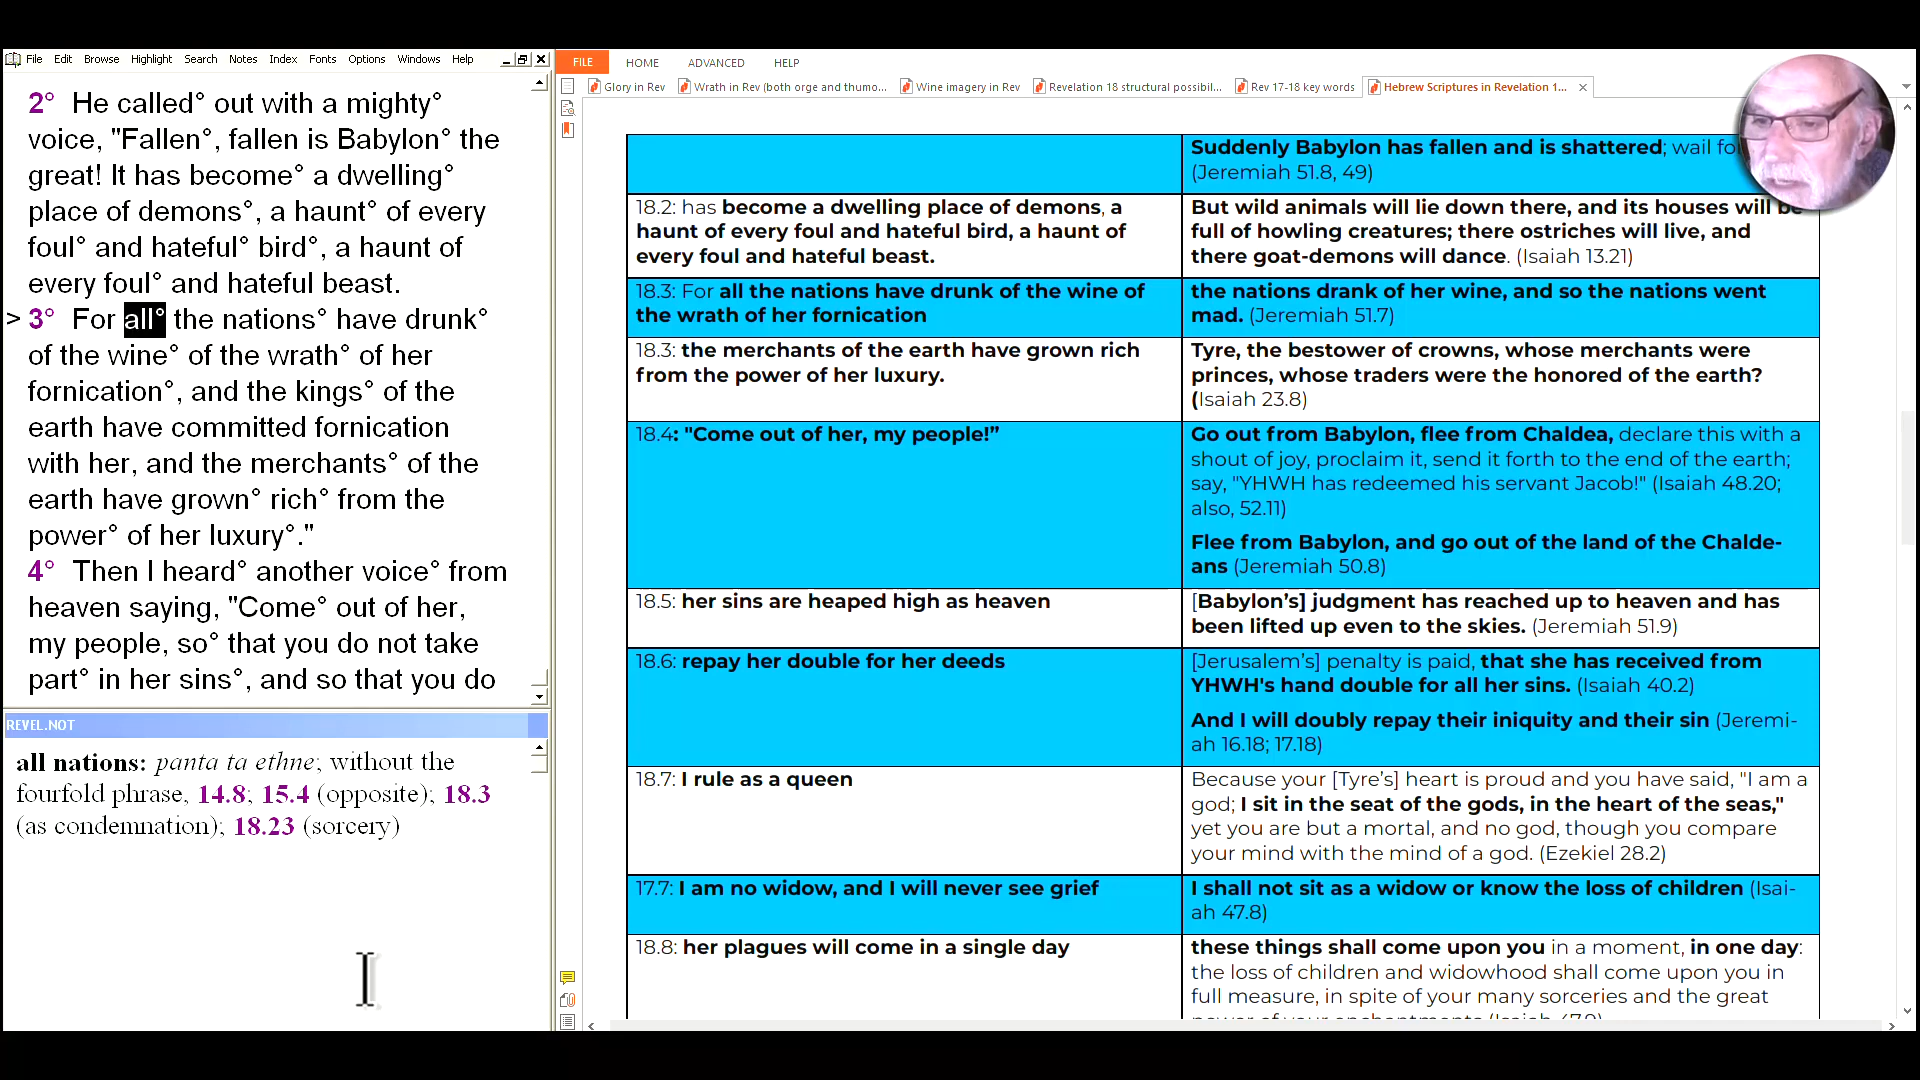 File Edit Browse Highlight Search Notes Index Fonts Options Windows Help
2° He called° out with a mighty°
voice, "Fallen°, fallen is Babylon° the
great! It has become° a dwelling°
place of demons°, a haunt° of every
foul° and hateful° bird°, a haunt of
every foul° and hateful beast.
> 3° For all° the nations° have drunk°
of the wine° of the wrath° of her
fornication°, and the kings° of the
earth have committed fornication
with her, and the merchants° of the
earth have grown° rich° from the
power° of her luxury°."
4° Then I heard° another voice° from
heaven saying, "Come° out of her,
my people, so° that you do not take
part° in her sins°, and so that you do
REVEL.NOT
all nations: panta ta ethne; without the
fourfold phrase, 14.8; 15.4 (opposite); 18.3
(as condemnation); 18.23 (sorcery)
FILE HOME ADVANCED HELP
Glory in Rev Wrath in Rev (both orge and thumo... Wine imagery in Rev Revelation 18 structural possibil... Rev 17-18 key words Hebrew Scriptures in Revelation 1...
Suddenly Babylon has fallen and is shattered; wail
(Jeremiah 51.8, 49)
18.2: has become a dwelling place of demons, a
haunt of every foul and hateful bird, a haunt of
every foul and hateful beast.
But wild animals will lie down there, and its houses will be
full of howling creatures; there ostriches will live, and
there goat-demons will dance. (Isaiah 13.21)
18.3: For all the nations have drunk of the wine of
the wrath of her fornication
the nations drank of her wine, and so the nations went
mad. (Jeremiah 51.7)
18.3: the merchants of the earth have grown rich
from the power of her luxury.
Tyre, the bestower of crowns, whose merchants were
princes, whose traders were the honored of the earth?
(Isaiah 23.8)
18.4: "Come out of her, my people!”
Go out from Babylon, flee from Chaldea, declare this with a
shout of joy, proclaim it, send it forth to the end of the earth;
say, "YHWH has redeemed his servant Jacob!" (Isaiah 48.20;
also, 52.11)
Flee from Babylon, and go out of the land of the Chalde-
ans (Jeremiah 50.8)
18.5: her sins are heaped high as heaven
[Babylon’s] judgment has reached up to heaven and has
been lifted up even to the skies. (Jeremiah 51.9)
18.6: repay her double for her deeds
[Jerusalem’s] penalty is paid, that she has received from
YHWH's hand double for all her sins. (Isaiah 40.2)
And I will doubly repay their iniquity and their sin (Jeremi-
ah 16.18; 17.18)
18.7: I rule as a queen
Because your [Tyre’s] heart is proud and you have said, "I am a
god; I sit in the seat of the gods, in the heart of the seas,"
yet you are but a mortal, and no god, though you compare
your mind with the mind of a god. (Ezekiel 28.2)
17.7: I am no widow, and I will never see grief
I shall not sit as a widow or know the loss of children (Isai-
ah 47.8)
18.8: her plagues will come in a single day
these things shall come upon you in a moment, in one day:
the loss of children and widowhood shall come upon you in
full measure, in spite of your many sorceries and the great
power of your enchantments (Isaiah 47.9)